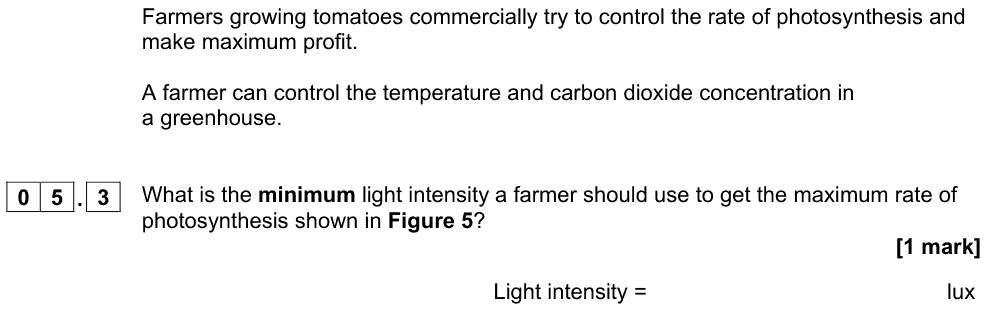 Farmers growing tomatoes commercially try to control the rate of photosynthesis and
make maximum profit.
A farmer can control the temperature and carbon dioxide concentration in
a greenhouse.
0 5 . 3 What is the minimum light intensity a farmer should use to get the maximum rate of
photosynthesis shown in Figure 5?
[1 mark]
Light intensity = lux